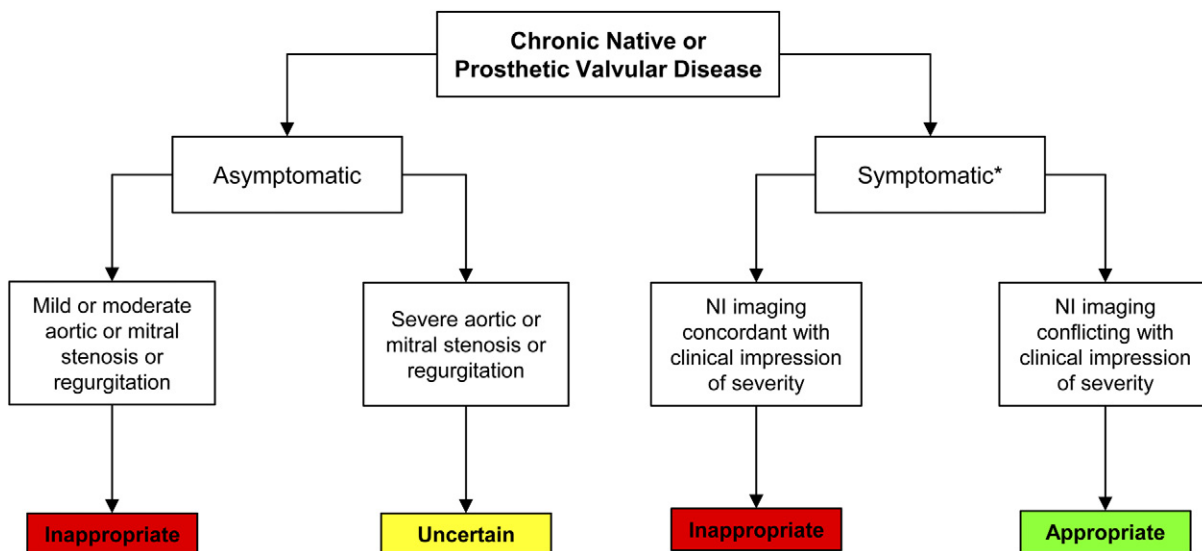 Chronic Native or
Prosthetic Valvular Disease
Asymptomatic
Symptomatic*
Mild or moderate
aortic or mitral
stenosis or
regurgitation
Severe aortic or
mitral stenosis or
regurgitation
NI imaging
concordant with
clinical impression
of severity
NI imaging
conflicting with
clinical impression
of severity
Inappropriate
Uncertain
Inappropriate
Appropriate